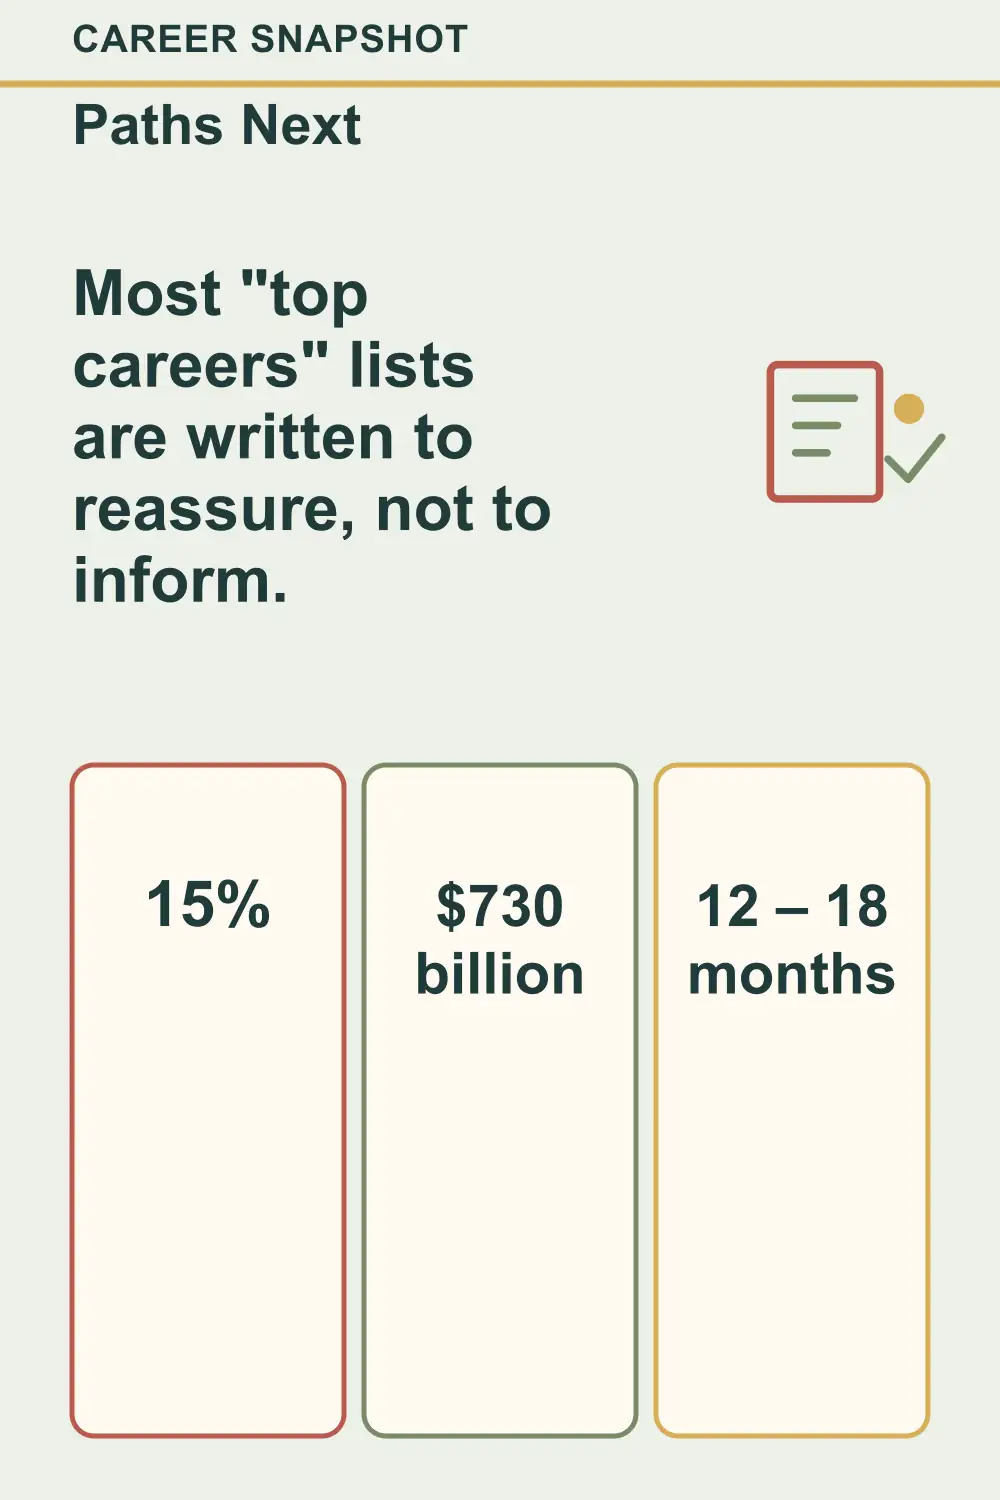 CAREER SNAPSHOT
Paths Next
Most "top
careers" lists
are written to
reassure, not to
inform.
15%
$730
billion
12 – 18
months